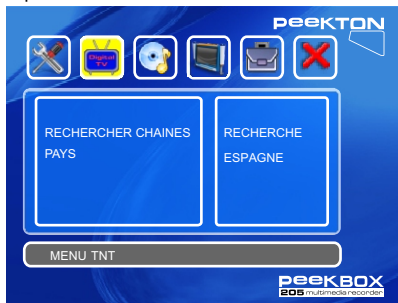 PEEKTON
Digital
TV
RECHERCHER CHAINES
PAYS
RECHERCHE
ESPAGNE
MENU TNT
PEEKBOX
205 multimedia recorder